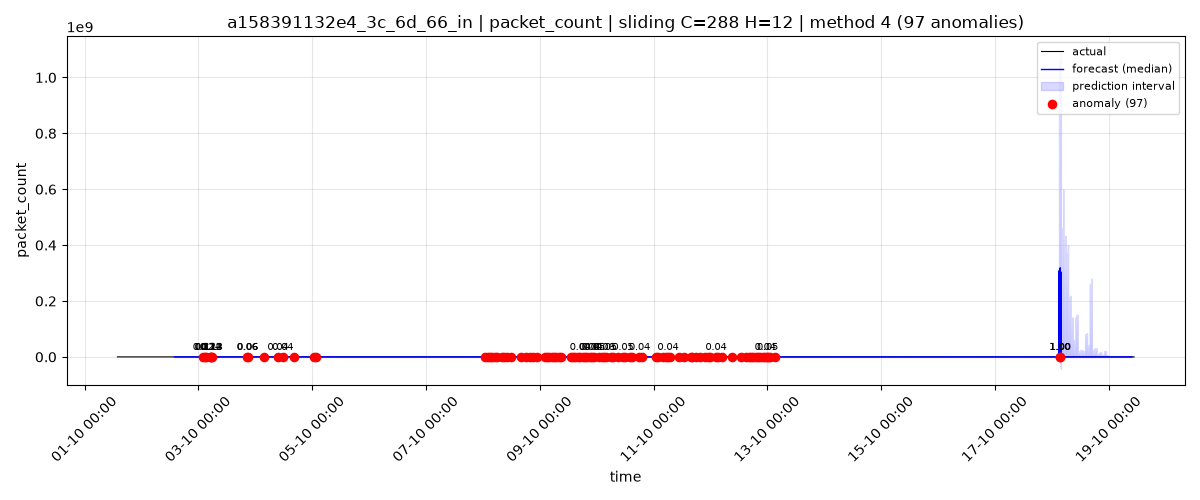 a158391132e4_3c_6d_66_in | packet_count | sliding C=288 H=12 | method 4 (97 anomalies)
1e9
actual
forecast (median)
prediction interval
anomaly (97)
1.0
0.8
0.6
0.4
0.2
0.0
packet_count
0.06
0.04
0.05
0.04
0.04
0.04
1.00
01-10 00:00
03-10 00:00
05-10 00:00
07-10 00:00
09-10 00:00
11-10 00:00
13-10 00:00
15-10 00:00
17-10 00:00
19-10 00:00
time